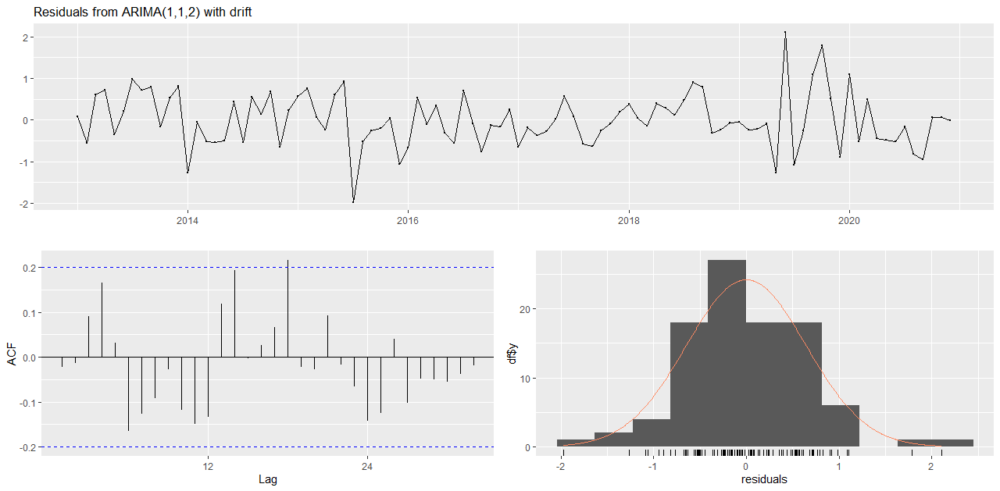 Residuals from ARIMA(1,1,2) with drift
2
1
0
-1
-2
2014 2016 2018 2020
ACF
0.2
0.1
0.0
-0.1
-0.2
12 24
Lag
df$y
20
10
0
-2 -1 0 1 2
residuals